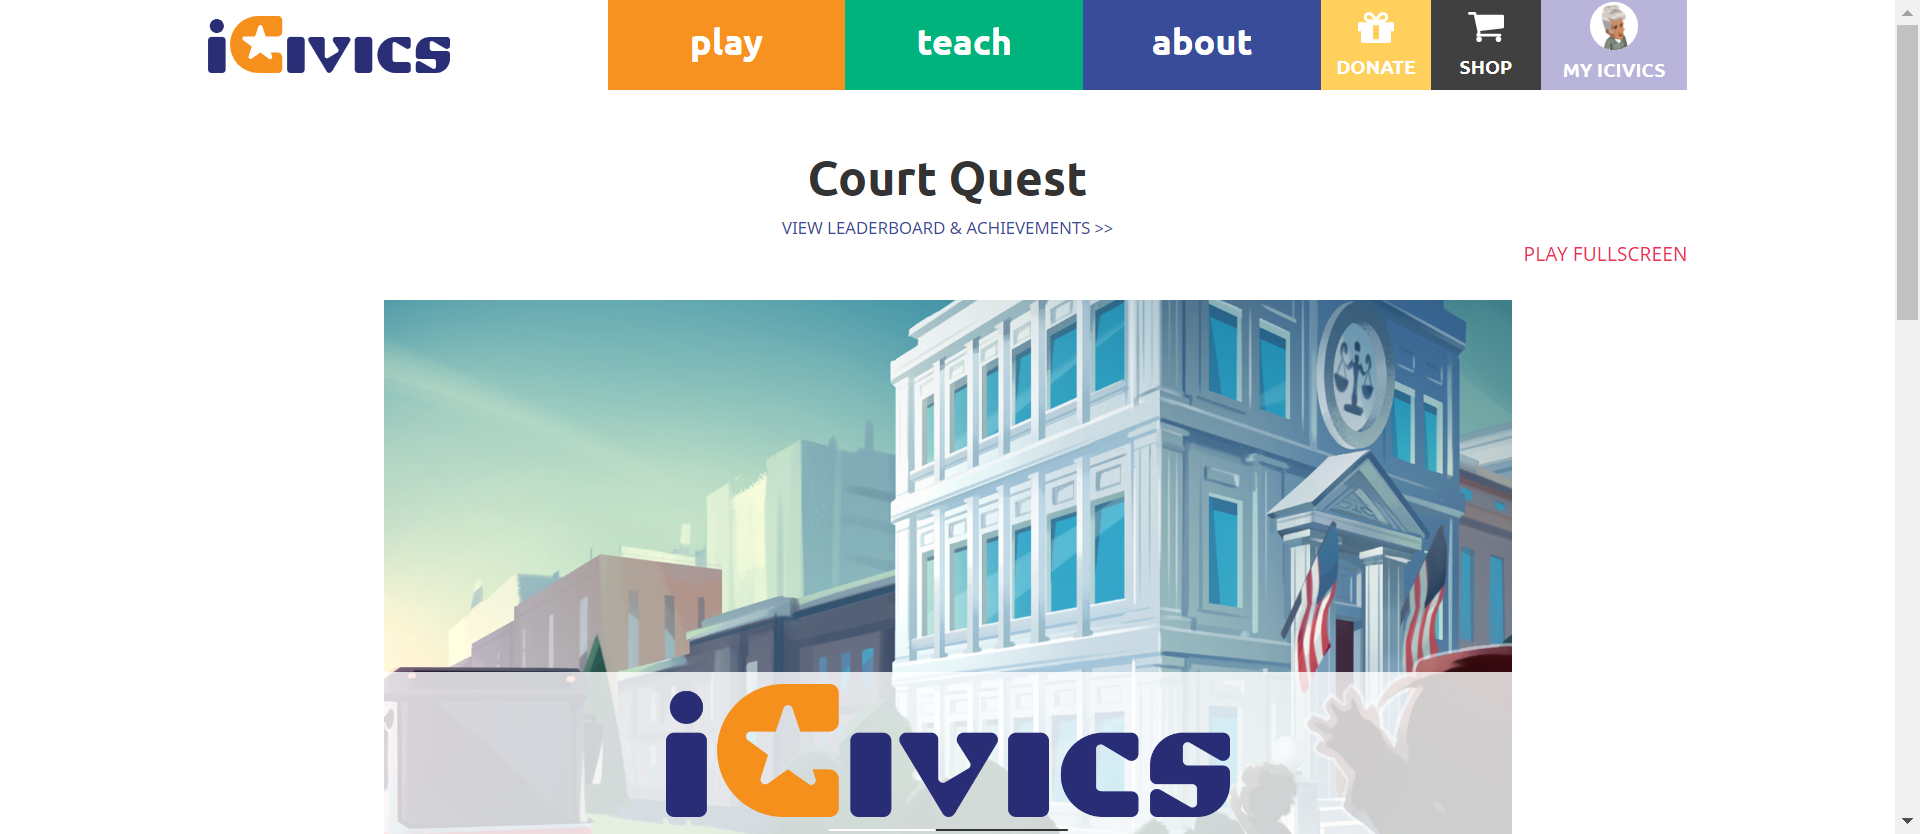 iCivics
play
teach
about
DONATE
SHOP
MY ICIVICS
Court Quest
VIEW LEADERBOARD & ACHIEVEMENTS >>
PLAY FULLSCREEN
iCivics